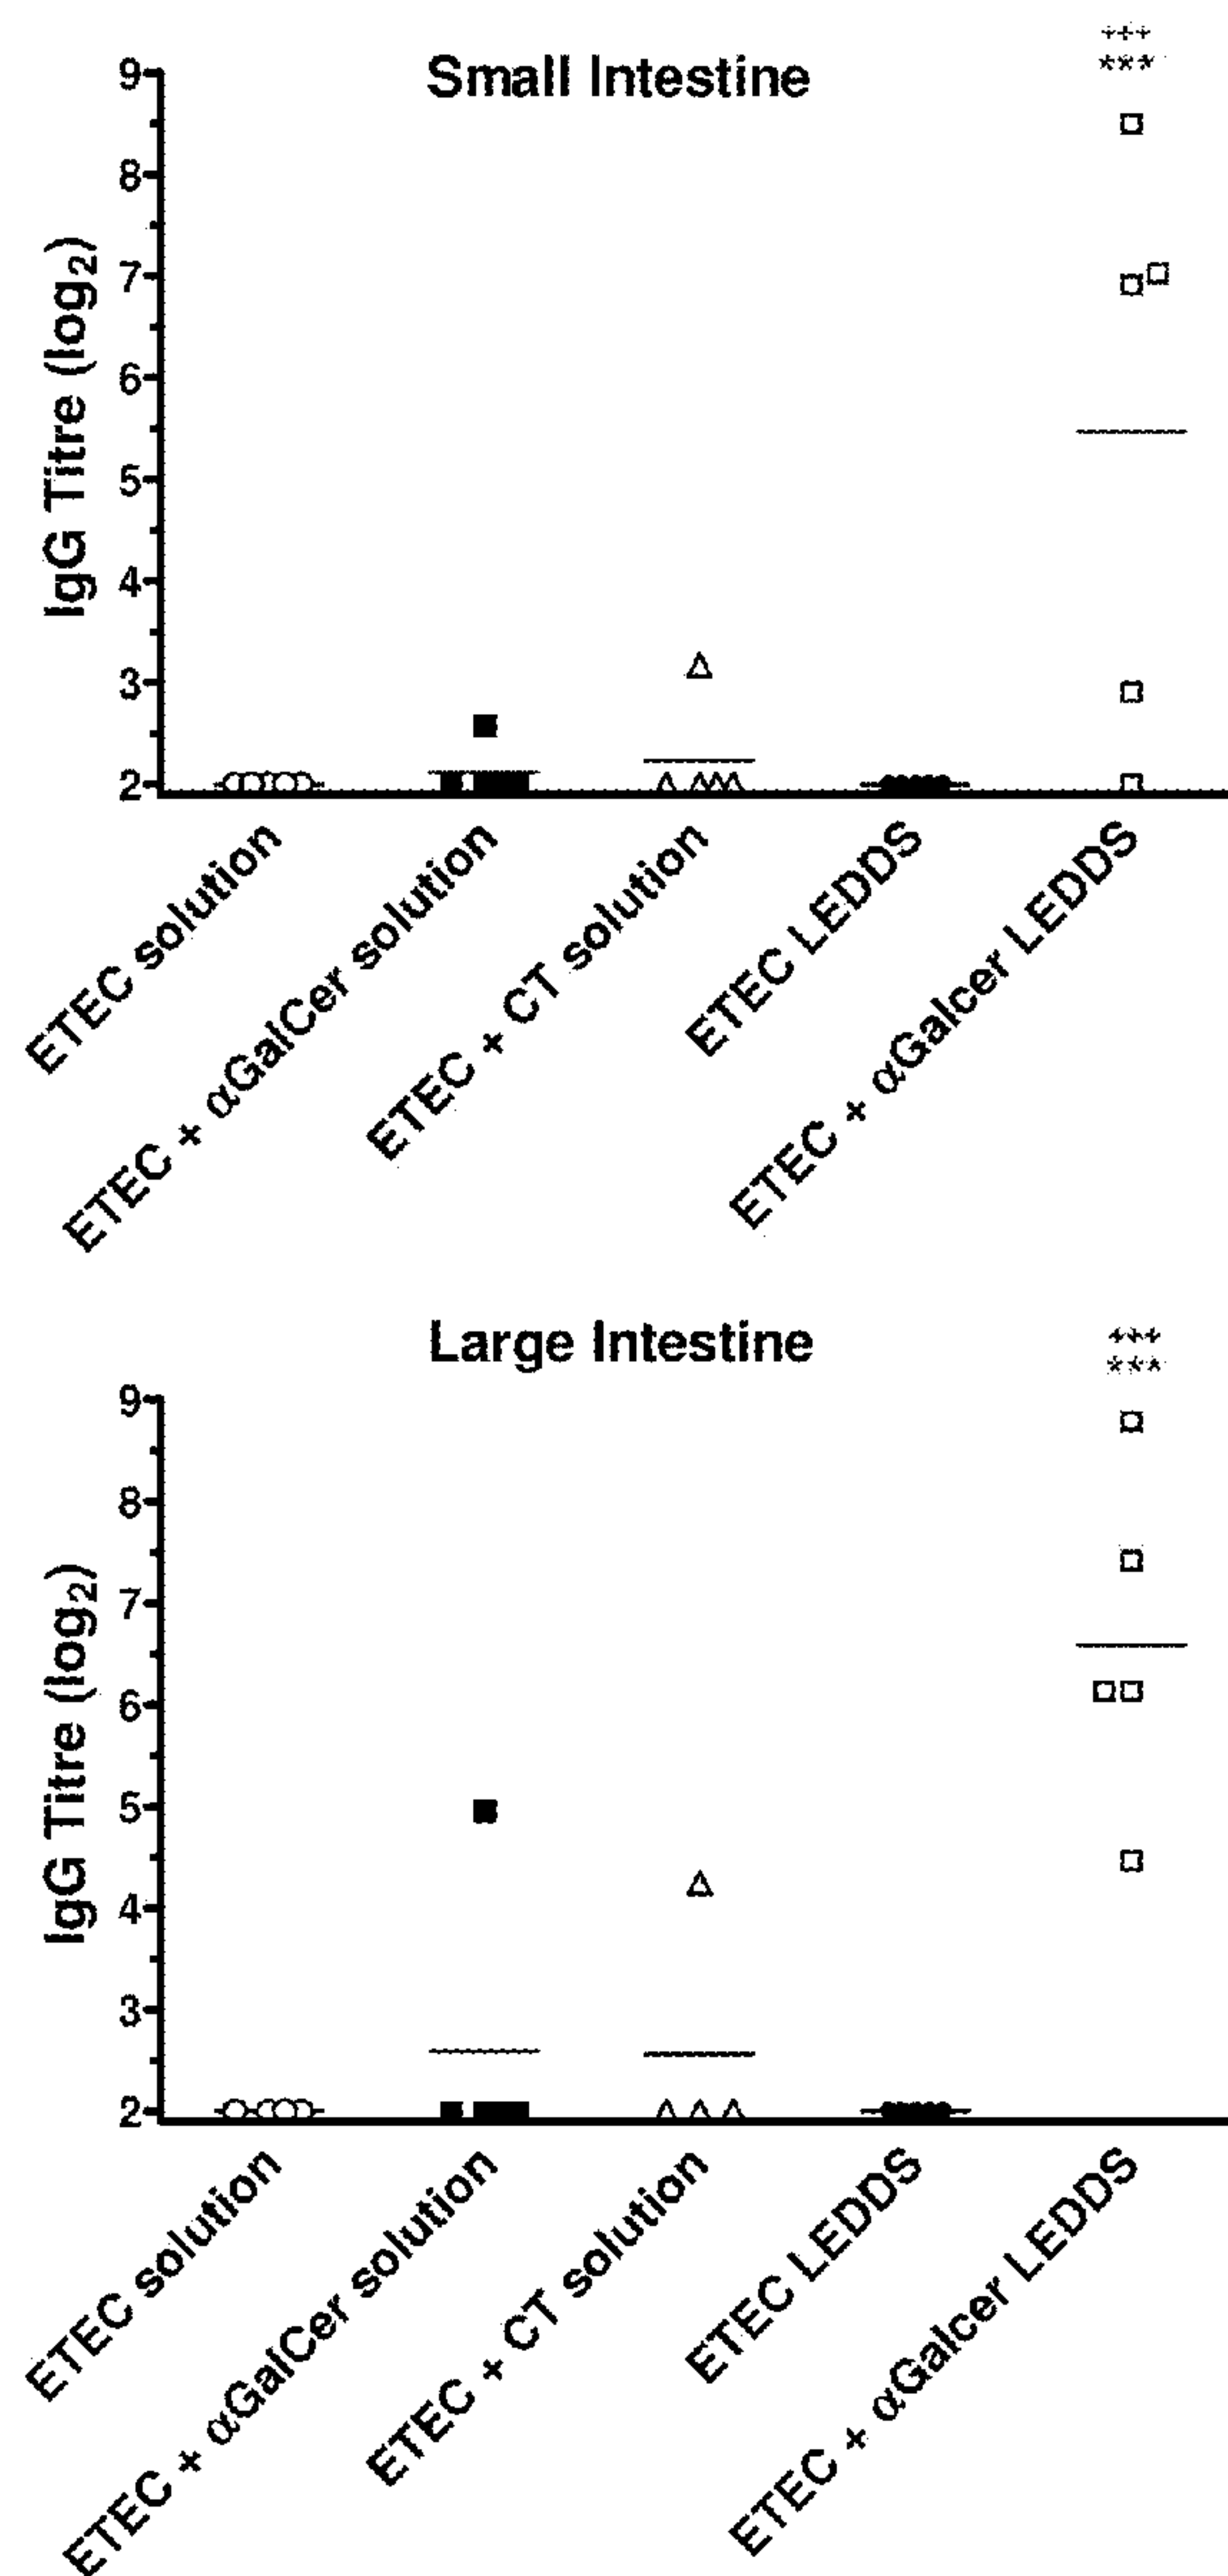 Small Intestine
+++
***
IgG Titre (log2)
9
8
7
6
5
4
3
2
ETEC solution
ETEC + αGalCer solution
ETEC + CT solution
ETEC LEDDS
ETEC + αGalcer LEDDS
Large Intestine
+++
***
IgG Titre (log2)
9
8
7
6
5
4
3
2
ETEC solution
ETEC + αGalCer solution
ETEC + CT solution
ETEC LEDDS
ETEC + αGalcer LEDDS